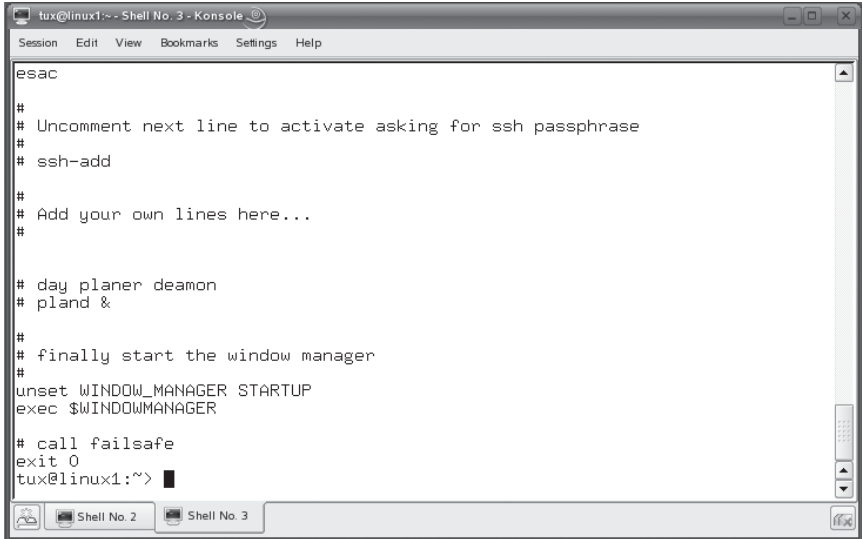 tux@linux1:~ - Shell No. 3 - Konsole
Session Edit View Bookmarks Settings Help
esac
#
# Uncomment next line to activate asking for ssh passphrase
#
# ssh-add
#
# Add your own lines here...
#
# day planer deamon
# pland &
#
# finally start the window manager
#
unset WINDOW_MANAGER STARTUP
exec $WINDOWMANAGER
# call failsafe
exit 0
tux@linux1:~>
Shell No. 2 Shell No. 3